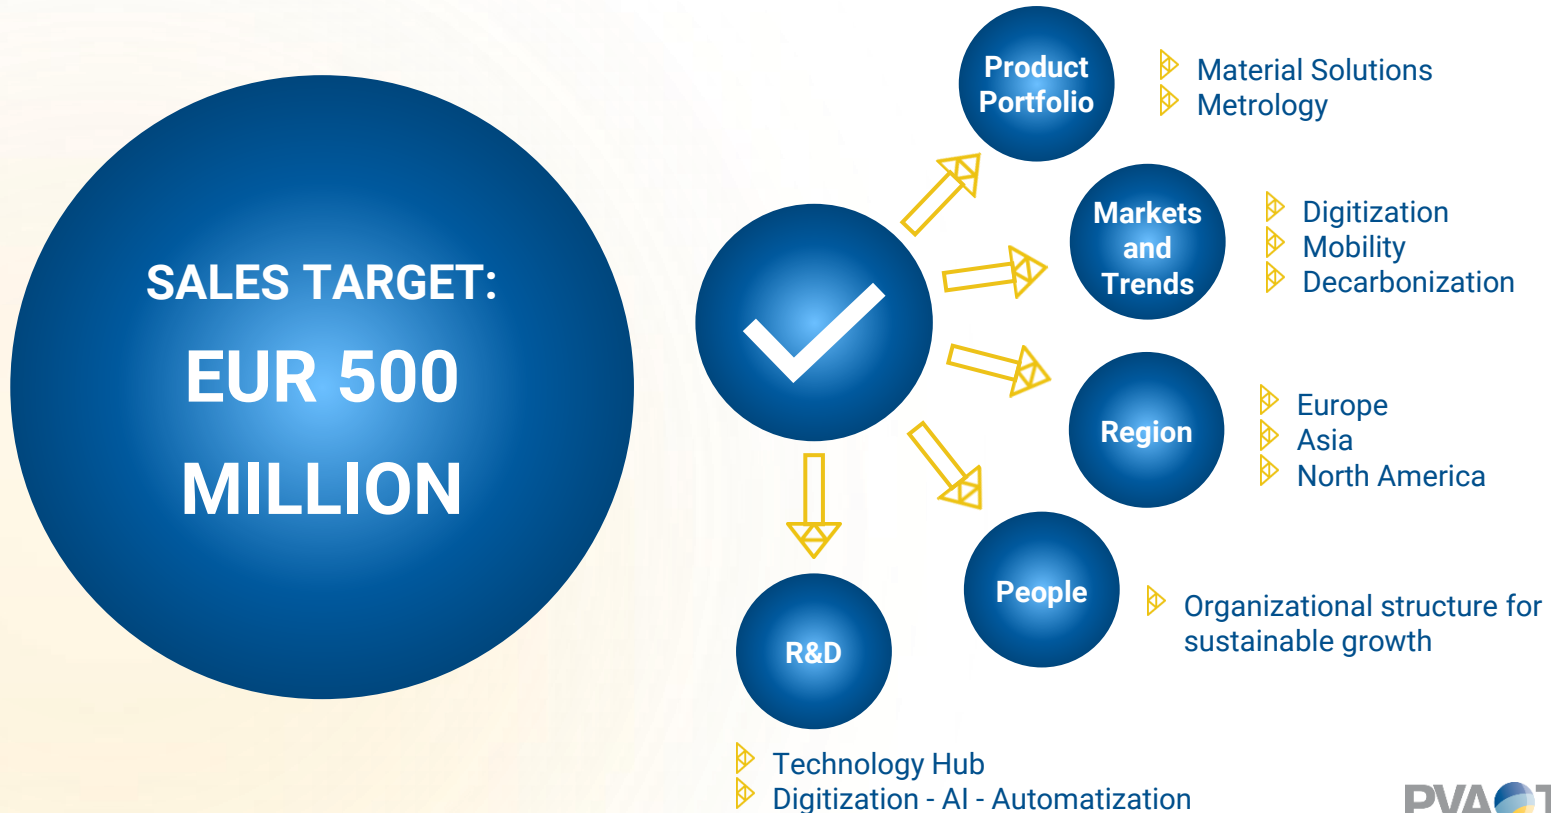 SALES TARGET:
EUR 500
MILLION
Product
Portfolio
Material Solutions
Metrology
Markets
and
Trends
Digitization
Mobility
Decarbonization
Region
Europe
Asia
North America
People
Organizational structure for
sustainable growth
R&D
Technology Hub
Digitization - AI - Automatization
PVA T